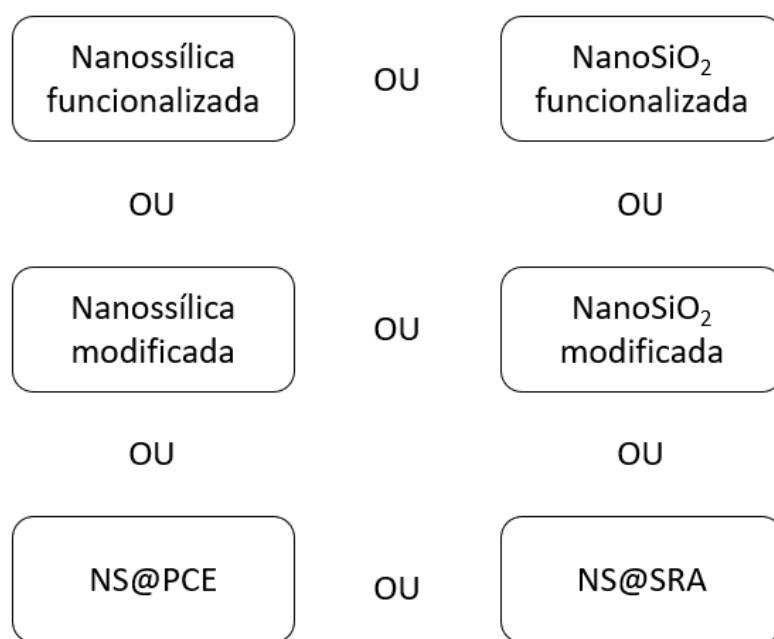 Nanossílica
funcionalizada
OU
NanoSiO₂
funcionalizada
OU
OU
Nanossílica
modificada
OU
NanoSiO₂
modificada
OU
OU
NS@PCE
OU
NS@SRA